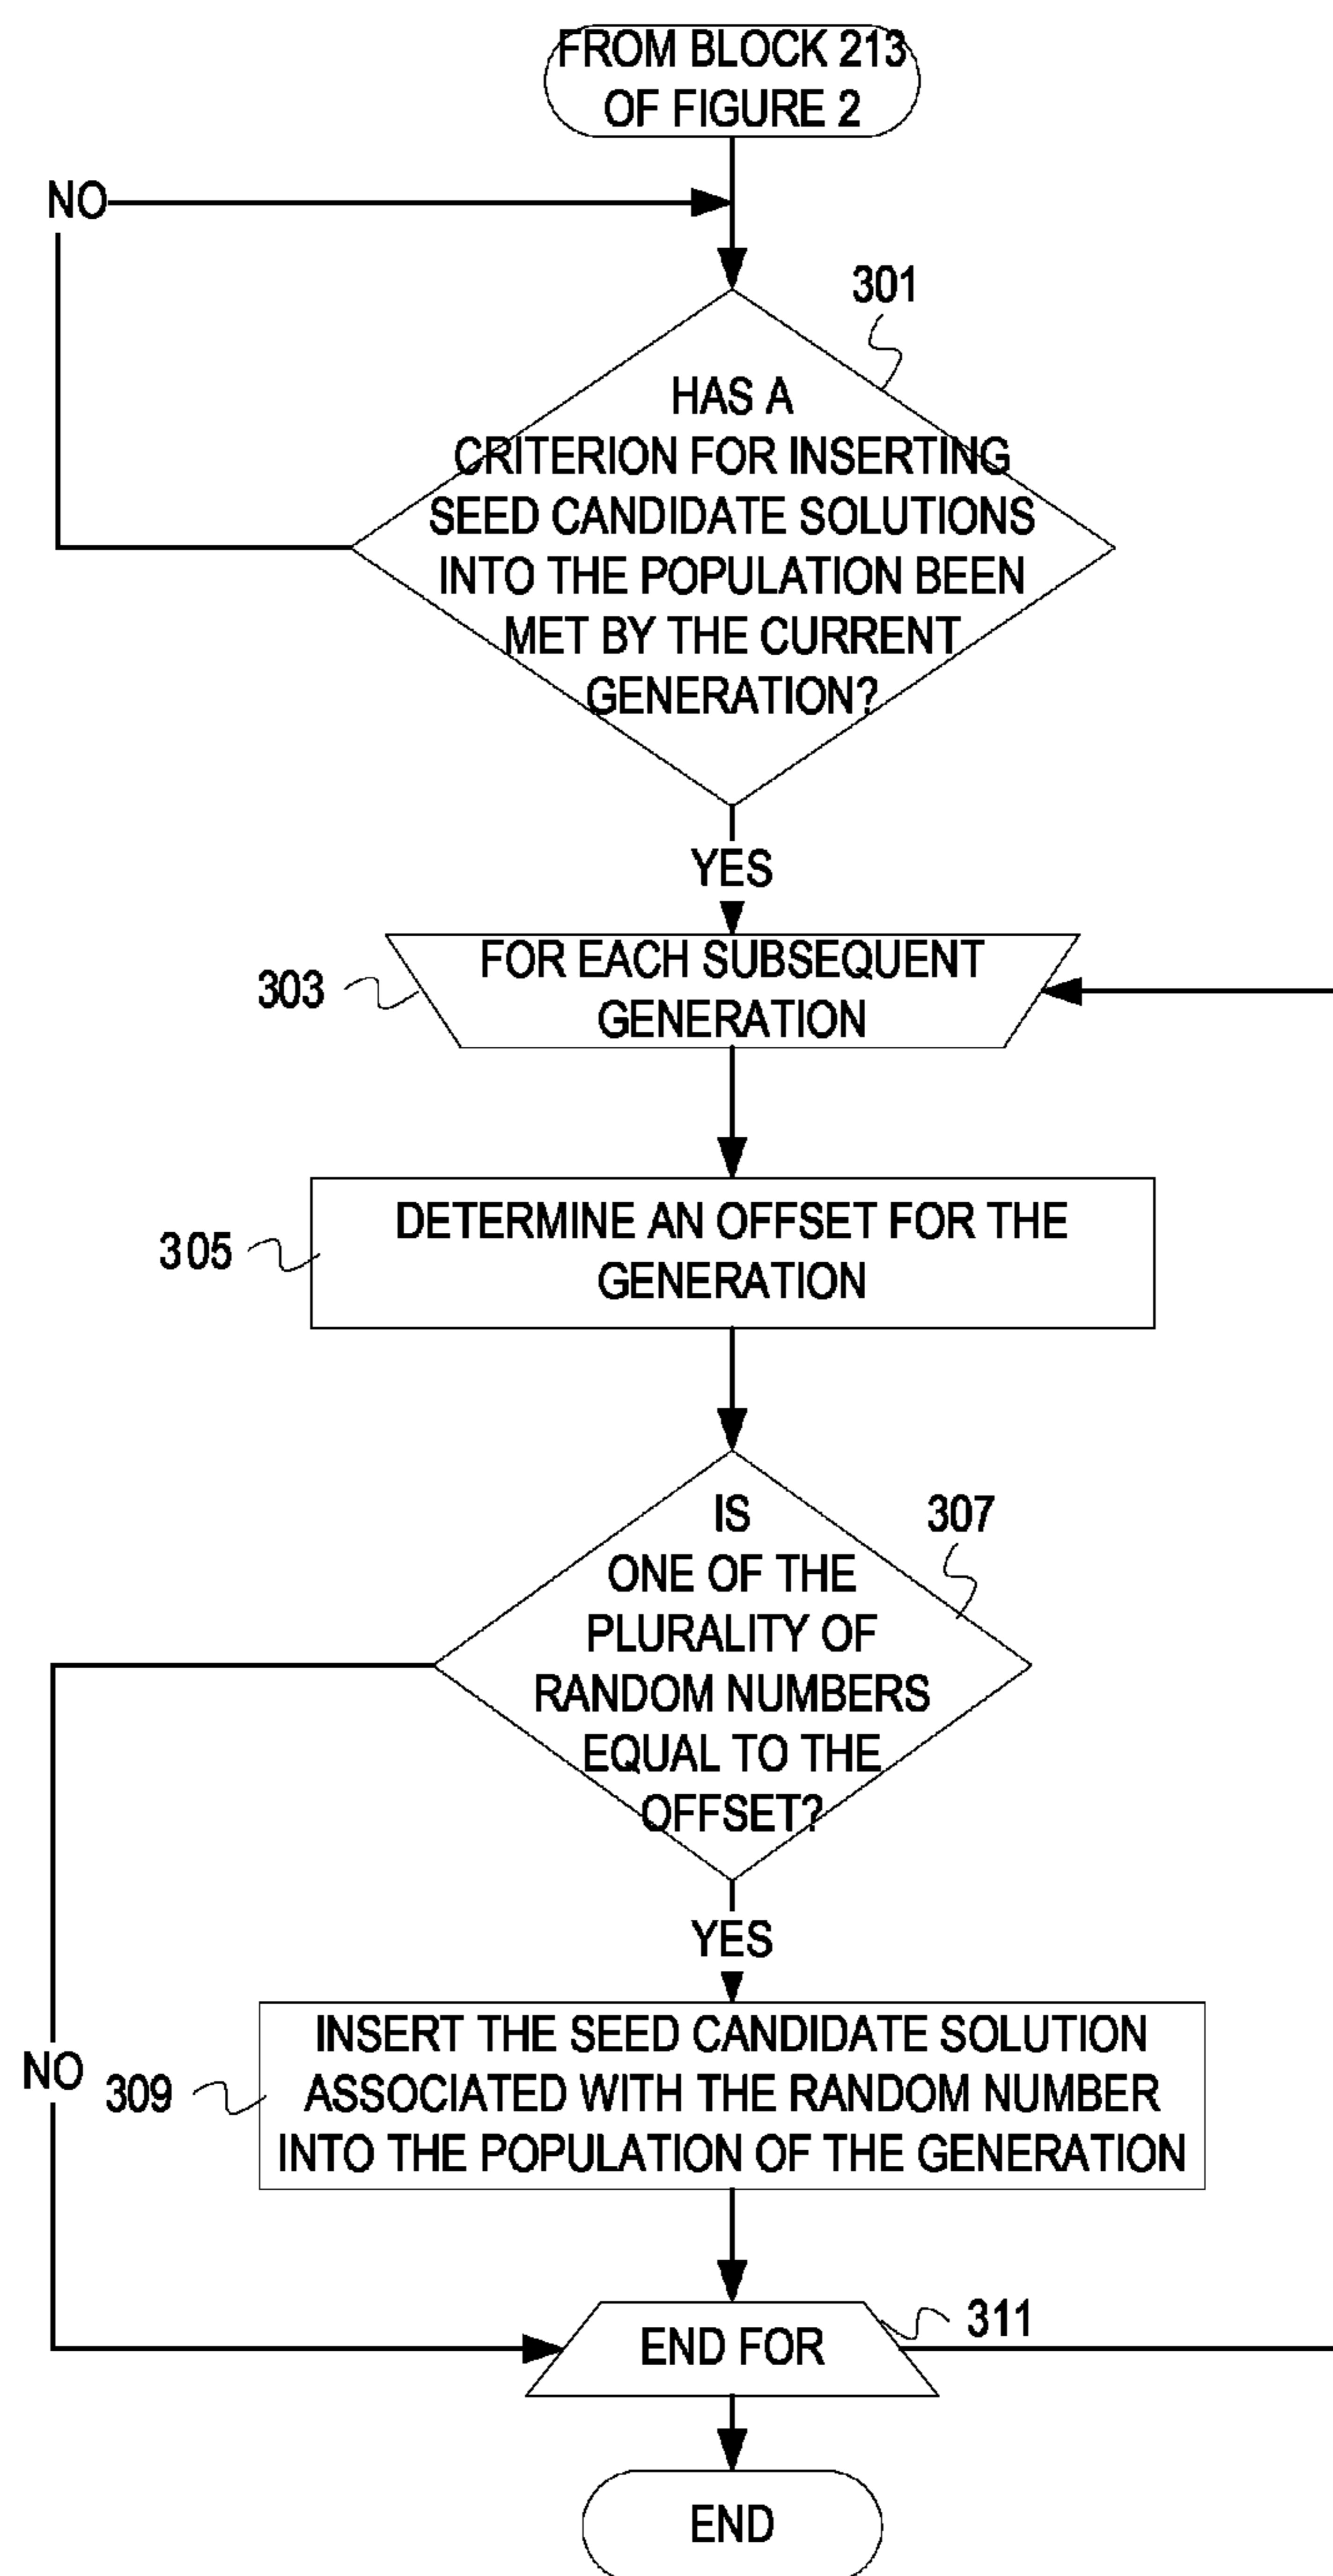 FROM BLOCK 213
OF FIGURE 2
NO
301
HAS A
CRITERION FOR INSERTING
SEED CANDIDATE SOLUTIONS
INTO THE POPULATION BEEN
MET BY THE CURRENT
GENERATION?
YES
303
FOR EACH SUBSEQUENT
GENERATION
305
DETERMINE AN OFFSET FOR THE
GENERATION
307
IS
ONE OF THE
PLURALITY OF
RANDOM NUMBERS
EQUAL TO THE
OFFSET?
YES
NO
309
INSERT THE SEED CANDIDATE SOLUTION
ASSOCIATED WITH THE RANDOM NUMBER
INTO THE POPULATION OF THE GENERATION
311
END FOR
END